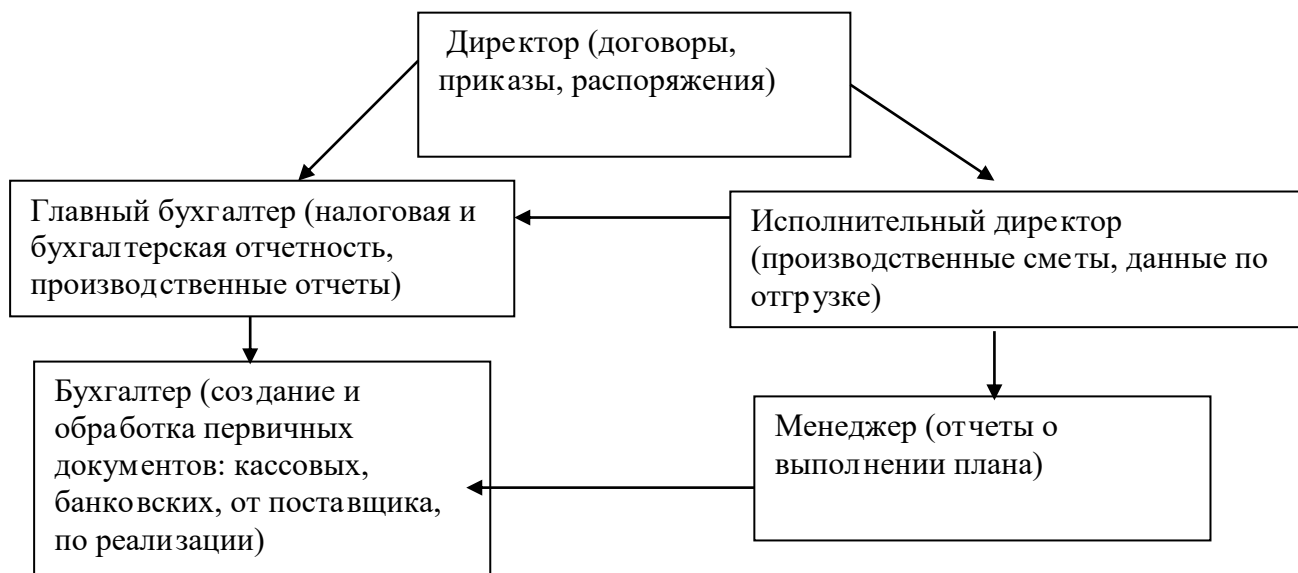 Директор (договоры,
приказы, распоряжения)
Главный бухгалтер (налоговая и
бухгалтерская отчетность,
производственные отчеты)
Исполнительный директор
(производственные сметы, данные по
отгрузке)
Бухгалтер (создание и
обработка первичных
документов: кассовых,
банковских, от поставщика,
по реализации)
Менеджер (отчеты о
выполнении плана)